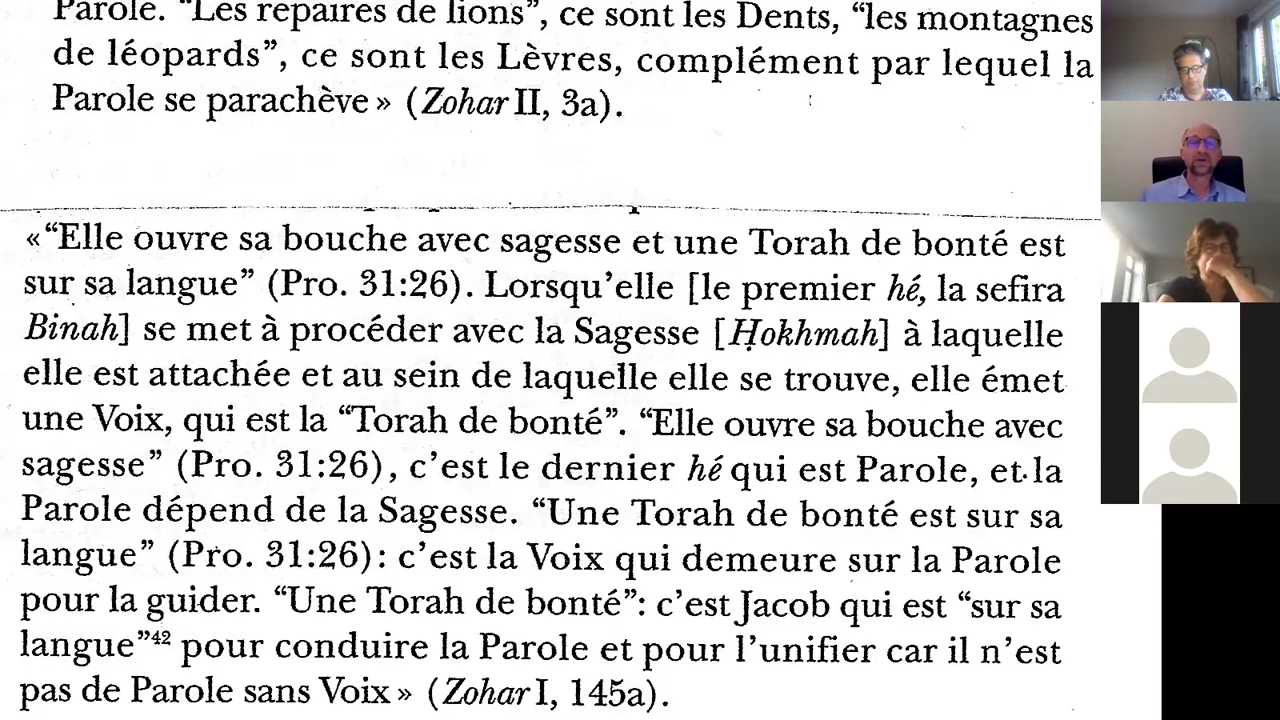 Parole. “Les repaires de lions”, ce sont les Dents, “les montagnes
de léopards”, ce sont les Lèvres, complément par lequel la
Parole se parachève» (Zohar II, 3a).
«“Elle ouvre sa bouche avec sagesse et une Torah de bonté est
sur sa langue” (Pro. 31:26). Lorsqu’elle [le premier hé, la sefira
Binah] se met à procéder avec la Sagesse [Ḥokhmah] à laquelle
elle est attachée et au sein de laquelle elle se trouve, elle émet
une Voix, qui est la “Torah de bonté”. “Elle ouvre sa bouche avec
sagesse” (Pro. 31:26), c’est le dernier hé qui est Parole, et la
Parole dépend de la Sagesse. “Une Torah de bonté est sur sa
langue” (Pro. 31:26): c’est la Voix qui demeure sur la Parole
pour la guider. “Une Torah de bonté”: c’est Jacob qui est “sur sa
langue”⁴² pour conduire la Parole et pour l’unifier car il n’est
pas de Parole sans Voix» (Zohar I, 145a).